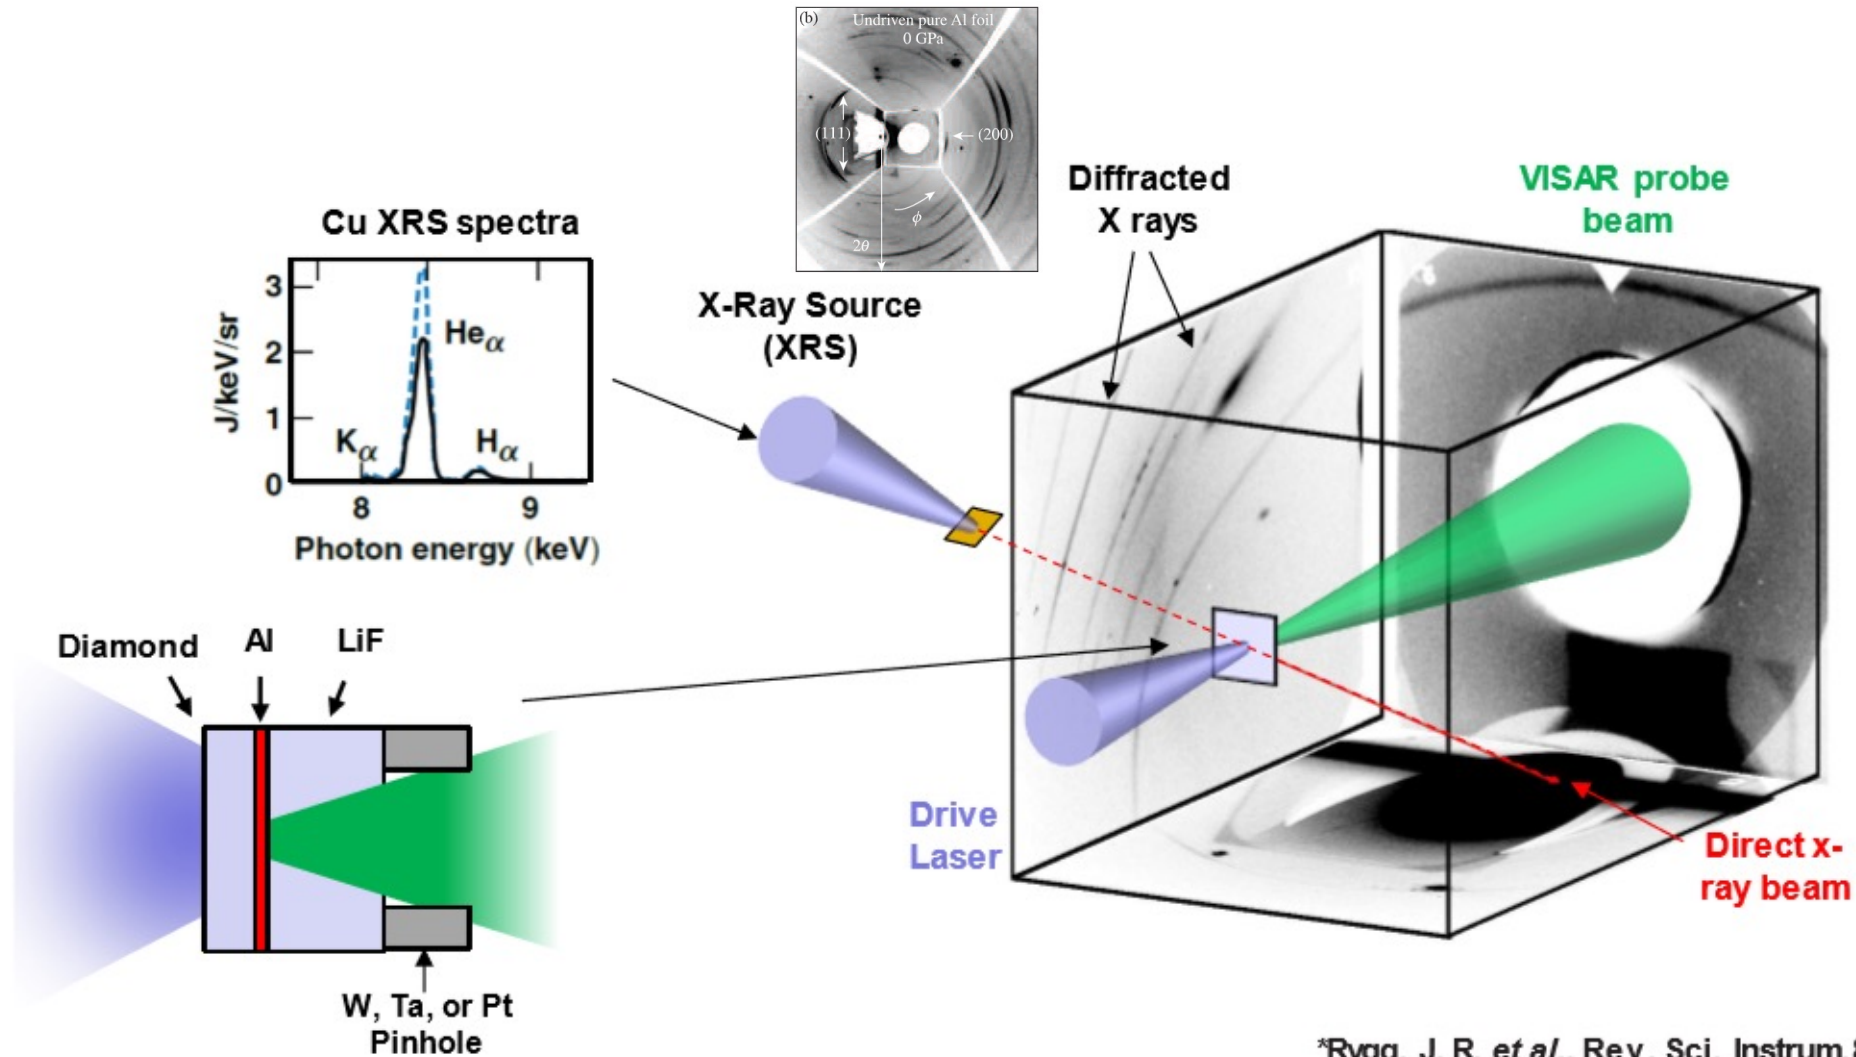 (b)
Undriven pure Al foil
0 GPa
(111)
(200)
ϕ
2θ
Cu XRS spectra
J/keV/sr
3
2
1
0
Heα
Kα
Hα
8
9
Photon energy (keV)
X-Ray Source
(XRS)
Diffracted
X rays
VISAR probe
beam
Diamond
Al
LiF
W, Ta, or Pt
Pinhole
Drive
Laser
Direct x-
ray beam
*Rygg, J. R. et al., Rev. Sci. Instrum